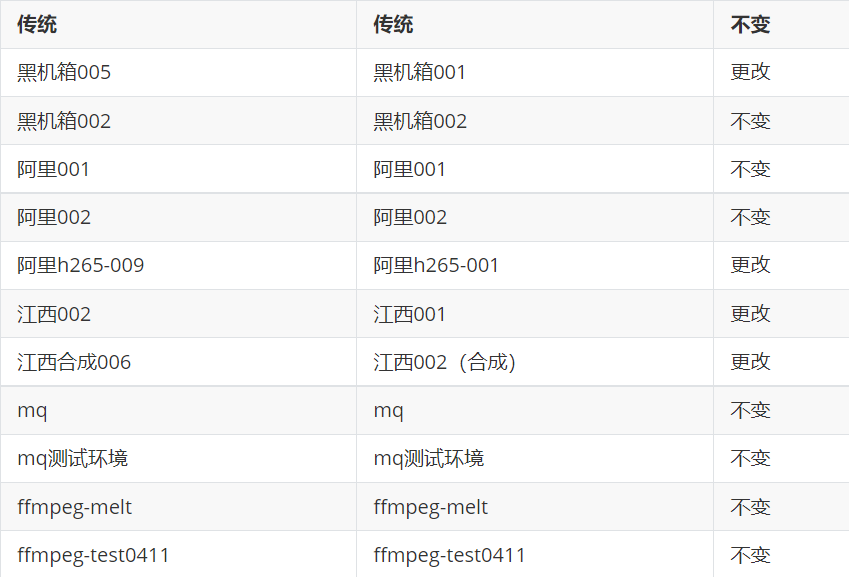 传统 传统 不变
黑机箱005 黑机箱001 更改
黑机箱002 黑机箱002 不变
阿里001 阿里001 不变
阿里002 阿里002 不变
阿里h265-009 阿里h265-001 更改
江西002 江西001 更改
江西合成006 江西002（合成） 更改
mq mq 不变
mq测试环境 mq测试环境 不变
ffmpeg-melt ffmpeg-melt 不变
ffmpeg-test0411 ffmpeg-test0411 不变